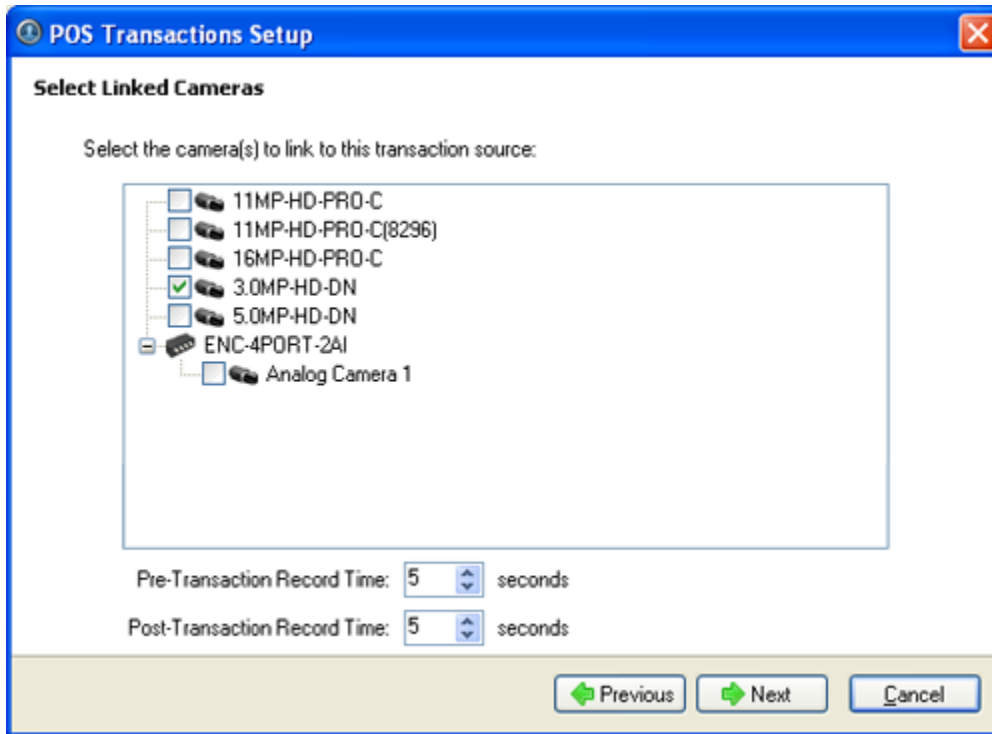 POS Transactions Setup
Select Linked Cameras
Select the camera(s) to link to this transaction source:
11MP-HD-PRO-C
11MP-HD-PRO-C(8296)
16MP-HD-PRO-C
3.0MP-HD-DN
5.0MP-HD-DN
ENC-4PORT-2AI
Analog Camera 1
Pre-Transaction Record Time: 5 seconds
Post-Transaction Record Time: 5 seconds
Previous Next Cancel